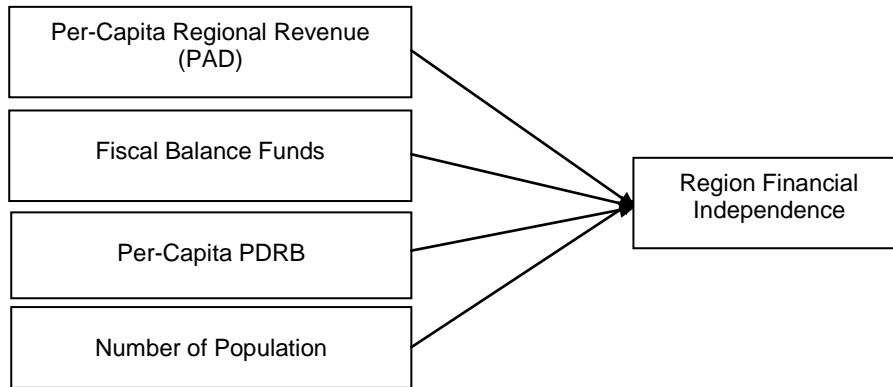 Per-Capita Regional Revenue
(PAD)
Fiscal Balance Funds
Per-Capita PDRB
Number of Population
Region Financial
Independence